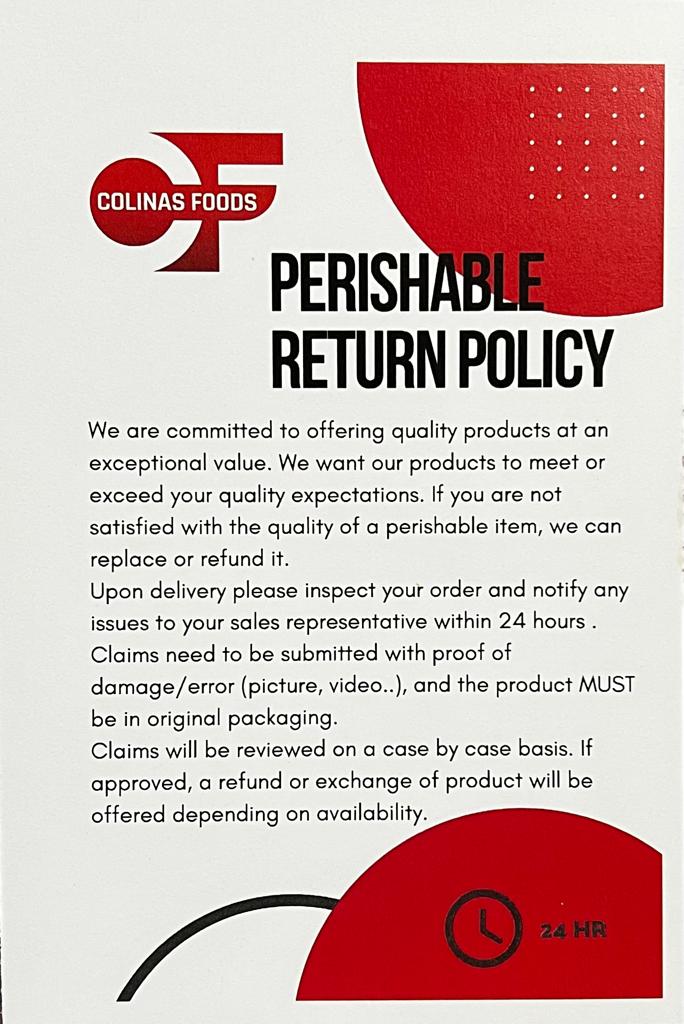 COLINAS FOODS
PERISHABLE
RETURN POLICY
We are committed to offering quality products at an
exceptional value. We want our products to meet or
exceed your quality expectations. If you are not
satisfied with the quality of a perishable item, we can
replace or refund it.
Upon delivery please inspect your order and notify any
issues to your sales representative within 24 hours .
Claims need to be submitted with proof of
damage/error (picture, video..), and the product MUST
be in original packaging.
Claims will be reviewed on a case by case basis. If
approved, a refund or exchange of product will be
offered depending on availability.
24 HR